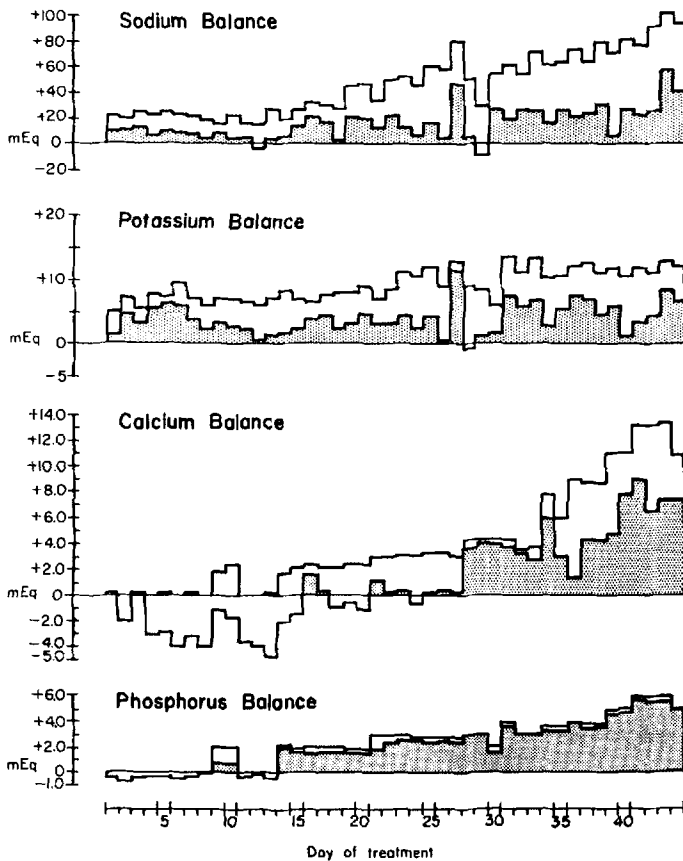 Sodium Balance
+100
+80
+60
+40
+20
mEq 0
-20
Potassium Balance
+20
+10
mEq 0
-5
Calcium Balance
+14.0
+12.0
+10.0
+8.0
+6.0
+4.0
+2.0
mEq 0
-2.0
-4.0
-5.0
Phosphorus Balance
+6.0
+4.0
+2.0
mEq 0
-1.0
5 10 15 20 25 30 35 40
Day of treatment